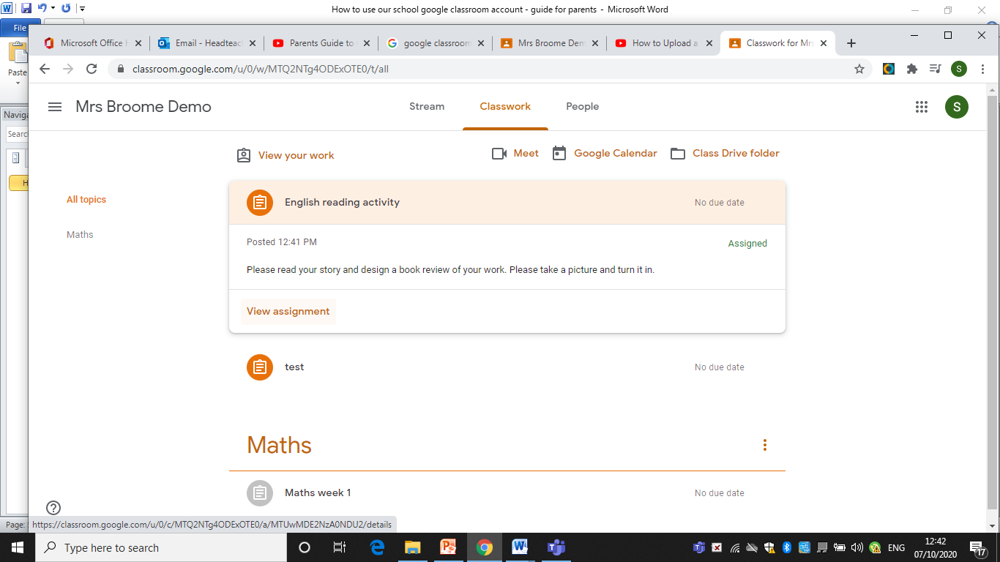 How to use our school google classroom account - guide for parents - Microsoft Word
File
Paste
Microsoft Office H
Email - Headteac
Parents Guide to
google classroom
Mrs Broome Dem
How to Upload a
Classwork for Mrs
classroom.google.com/u/0/w/MTQ2NTg4ODExOTE0/t/all
S
Naviga
Searc
H
Mrs Broome Demo
Stream
Classwork
People
S
View your work
Meet
Google Calendar
Class Drive folder
All topics
Maths
English reading activity
No due date
Posted 12:41 PM
Assigned
Please read your story and design a book review of your work. Please take a picture and turn it in.
View assignment
test
No due date
Maths
Maths week 1
No due date
Page:
https://classroom.google.com/u/0/c/MTQ2NTg4ODExOTE0/a/MTUwMDE2NzA0NDU2/details
Type here to search
ENG
12:42
07/10/2020
17